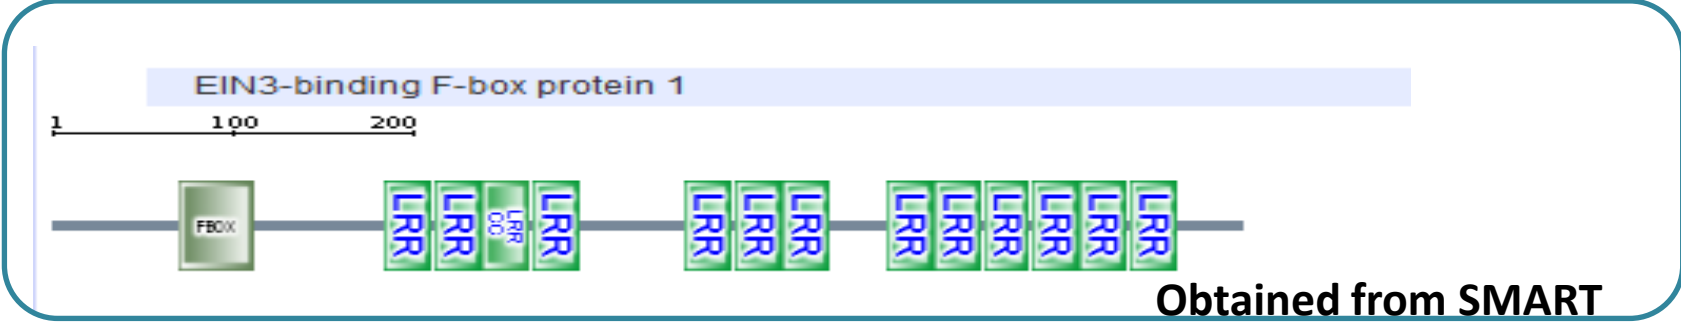 EIN3-binding F-box protein 1
1 100 200
FBOX LRR LRR LRR CC LRR LRR LRR LRR LRR LRR LRR LRR LRR LRR
Obtained from SMART